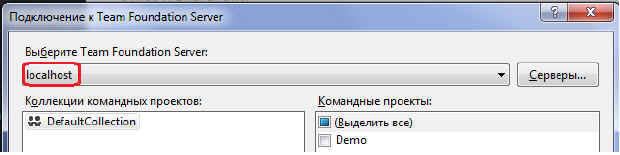 Подключение к Team Foundation Server
Выберите Team Foundation Server:
localhost
Серверы...
Коллекции командных проектов:
Командные проекты:
DefaultCollection
(Выделить все)
Demo